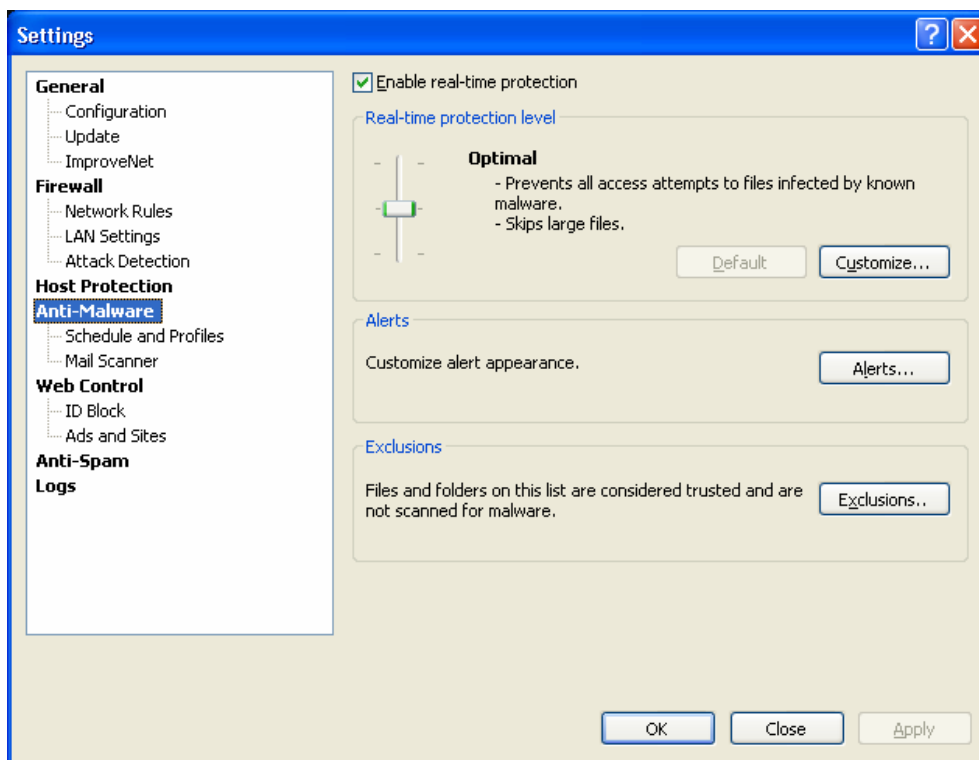 Settings
General
Configuration
Update
ImproveNet
Firewall
Network Rules
LAN Settings
Attack Detection
Host Protection
Anti-Malware
Schedule and Profiles
Mail Scanner
Web Control
ID Block
Ads and Sites
Anti-Spam
Logs
Enable real-time protection
Real-time protection level
Optimal
- Prevents all access attempts to files infected by known
malware.
- Skips large files.
Default
Customize...
Alerts
Customize alert appearance.
Alerts...
Exclusions
Files and folders on this list are considered trusted and are
not scanned for malware.
Exclusions..
OK
Close
Apply